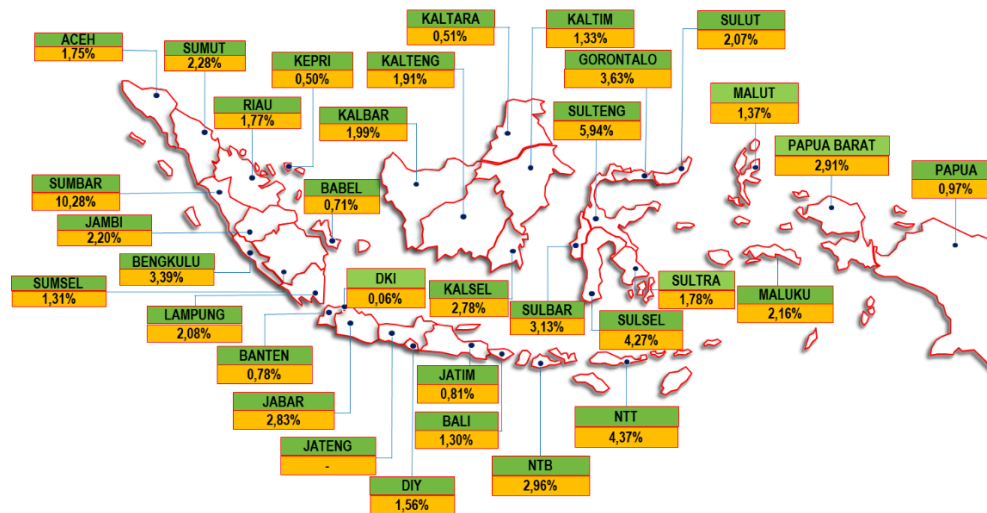 ACEH
1,75%
SUMUT
2,28%
KEPRI
0,50%
RIAU
1,77%
SUMBAR
10,28%
JAMBI
2,20%
BENGKULU
3,39%
SUMSEL
1,31%
LAMPUNG
2,08%
BABEL
0,71%
BANTEN
0,78%
DKI
0,06%
JABAR
2,83%
JATENG
-
DIY
1,56%
JATIM
0,81%
BALI
1,30%
NTB
2,96%
NTT
4,37%
KALBAR
1,99%
KALTENG
1,91%
KALTARA
0,51%
KALTIM
1,33%
KALSEL
2,78%
SULUT
2,07%
GORONTALO
3,63%
SULTENG
5,94%
SULBAR
3,13%
SULSEL
4,27%
SULTRA
1,78%
MALUT
1,37%
MALUKU
2,16%
PAPUA BARAT
2,91%
PAPUA
0,97%